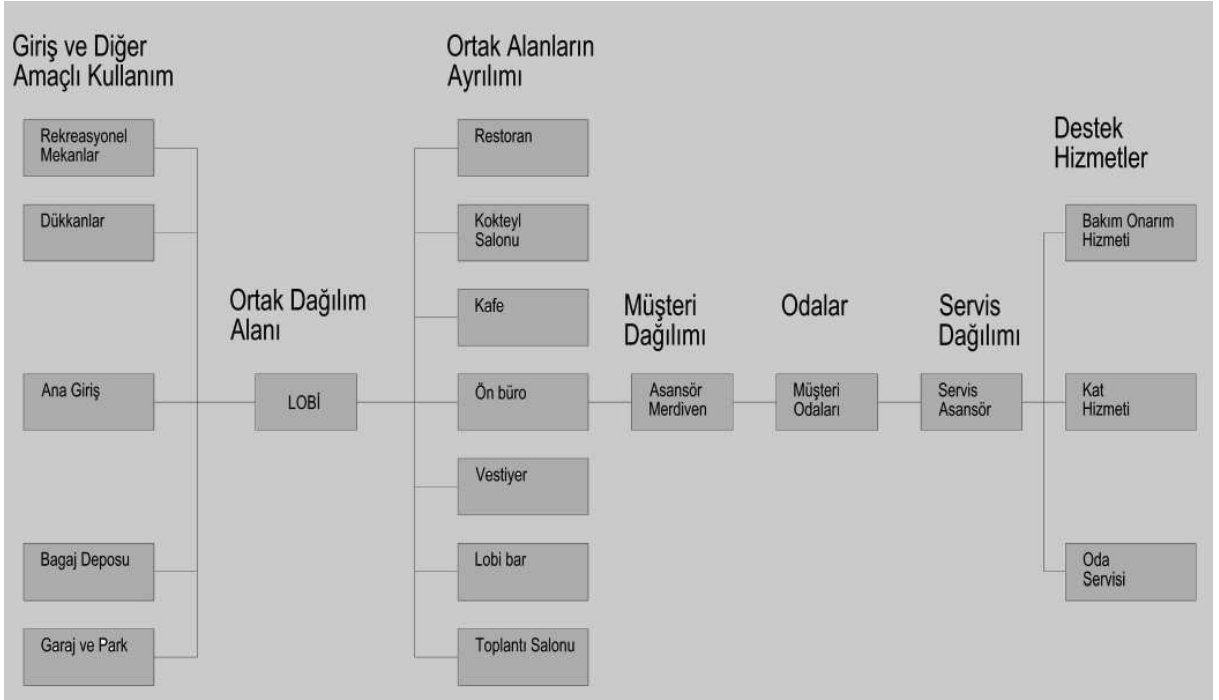 Giriş ve Diğer
Amaçlı Kullanım
Rekreasyonel
Mekanlar
Dükkanlar
Ana Giriş
Bagaj Deposu
Garaj ve Park
Ortak Dağılım
Alanı
LOBİ
Ortak Alanların
Ayrılımı
Restoran
Kokteyl
Salonu
Kafe
Ön büro
Vestiyer
Lobi bar
Toplantı Salonu
Müşteri
Dağılımı
Asansör
Merdiven
Odalar
Müşteri
Odaları
Servis
Dağılımı
Servis
Asansör
Destek
Hizmetler
Bakım Onarım
Hizmeti
Kat
Hizmeti
Oda
Servisi